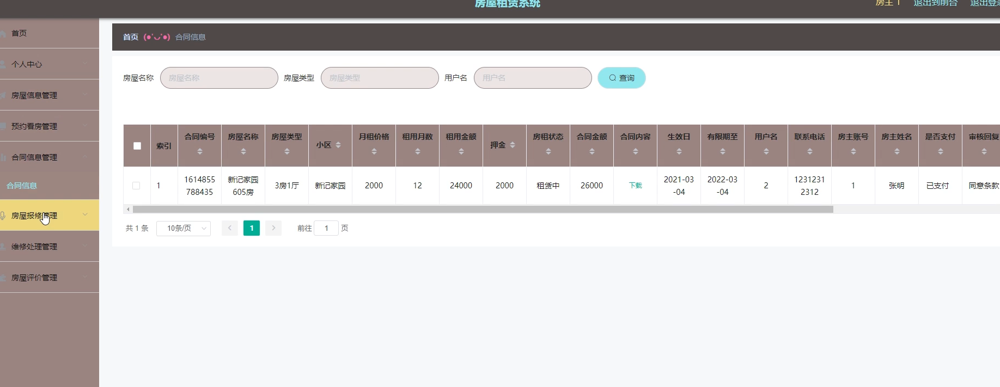 房屋租赁系统
房主 1 退出到前台 退出登录
首页
个人中心
房屋信息管理
预约看房管理
合同信息管理
合同信息
房屋报修管理
维修处理管理
房屋评价管理
首页 (●'◡'●) 合同信息
房屋名称 房屋名称 房屋类型 房屋类型 用户名 用户名 查询
索引 合同编号 房屋名称 房屋类型 小区 月租价格 租用月数 租用金额 押金 房租状态 合同金额 合同内容 生效日 有限期至 用户名 联系电话 房主账号 房主姓名 是否支付 审核回复
1 1614855788435 新记家园605房 3房1厅 新记家园 2000 12 24000 2000 租赁中 26000 下载 2021-03-04 2022-03-04 2 12312312312 1 张明 已支付 同意条款
共 1 条 10条/页 1 前往 1 页